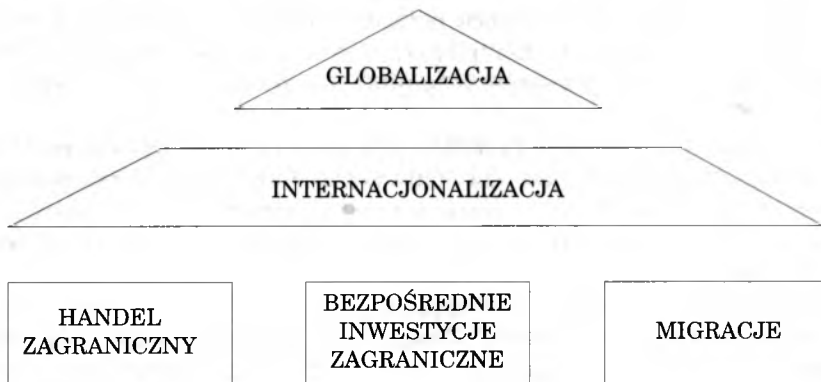 GLOBALIZACJA
INTERNACJONALIZACJA
HANDEL
ZAGRANICZNY
BEZPOŚREDNIE
INWESTYCJE
ZAGRANICZNE
MIGRACJE